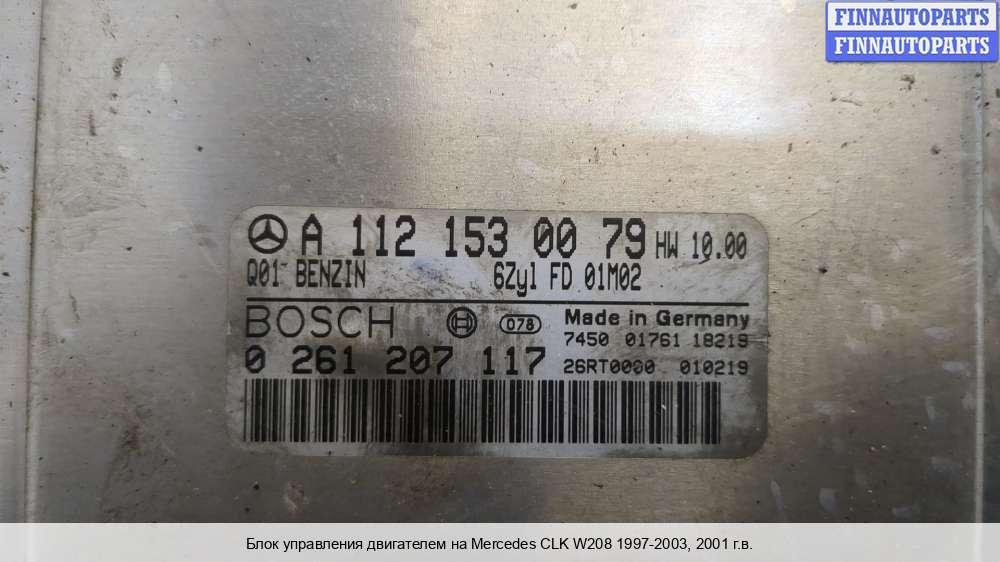 FINNAUTOPARTS
FINNAUTOPARTS
A 112 153 00 79 HW 10.00
Q01 BENZIN 6Zyl FD 01M02
BOSCH 078 Made in Germany
7450 01761 18219
0 261 207 117 26RT0000 010219
Блок управления двигателем на Mercedes CLK W208 1997-2003, 2001 г.в.